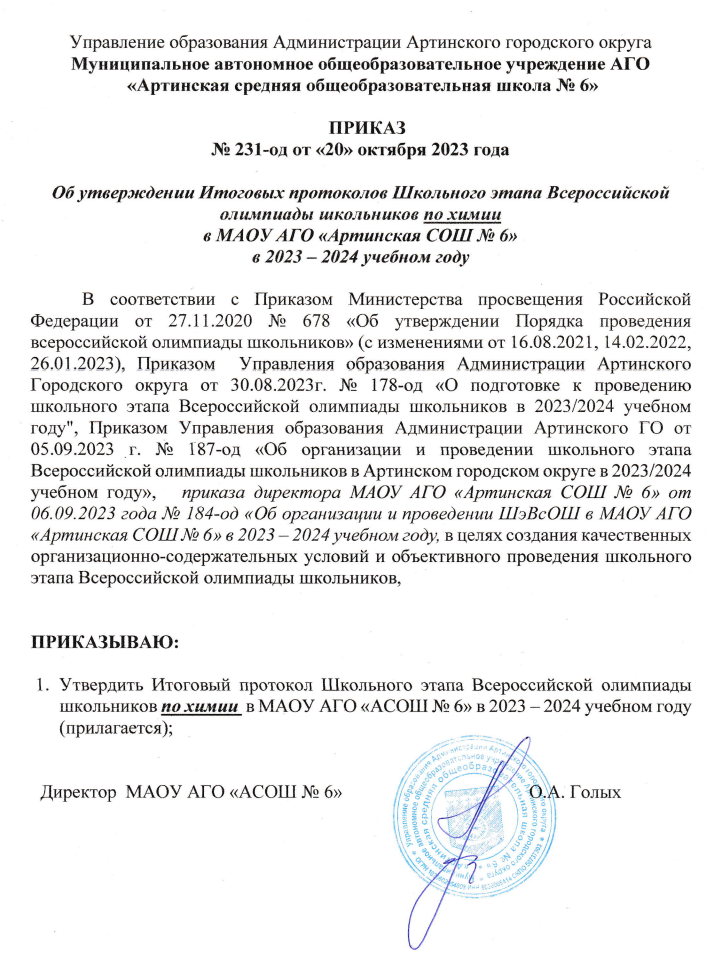 Управление образования Администрации Артинского городского округа
Муниципальное автономное общеобразовательное учреждение АГО
«Артинская средняя общеобразовательная школа № 6»
ПРИКАЗ
№ 231-од от «20» октября 2023 года
Об утверждении Итоговых протоколов Школьного этапа Всероссийской
олимпиады школьников по химии
в МАОУ АГО «Артинская СОШ № 6»
в 2023 – 2024 учебном году
В соответствии с Приказом Министерства просвещения Российской
Федерации от 27.11.2020 № 678 «Об утверждении Порядка проведения
всероссийской олимпиады школьников» (с изменениями от 16.08.2021, 14.02.2022,
26.01.2023), Приказом Управления образования Администрации Артинского
Городского округа от 30.08.2023г. № 178-од «О подготовке к проведению
школьного этапа Всероссийской олимпиады школьников в 2023/2024 учебном
году", Приказом Управления образования Администрации Артинского ГО от
05.09.2023 г. № 187-од «Об организации и проведении школьного этапа
Всероссийской олимпиады школьников в Артинском городском округе в 2023/2024
учебном году», приказа директора МАОУ АГО «Артинская СОШ № 6» от
06.09.2023 года № 184-од «Об организации и проведении ШэВсОШ в МАОУ АГО
«Артинская СОШ № 6» в 2023 – 2024 учебном году, в целях создания качественных
организационно-содержательных условий и объективного проведения школьного
этапа Всероссийской олимпиады школьников,
ПРИКАЗЫВАЮ:
1. Утвердить Итоговый протокол Школьного этапа Всероссийской олимпиады
школьников по химии в МАОУ АГО «АСОШ № 6» в 2023 – 2024 учебном году
(прилагается);
Директор МАОУ АГО «АСОШ № 6» О.А. Голых